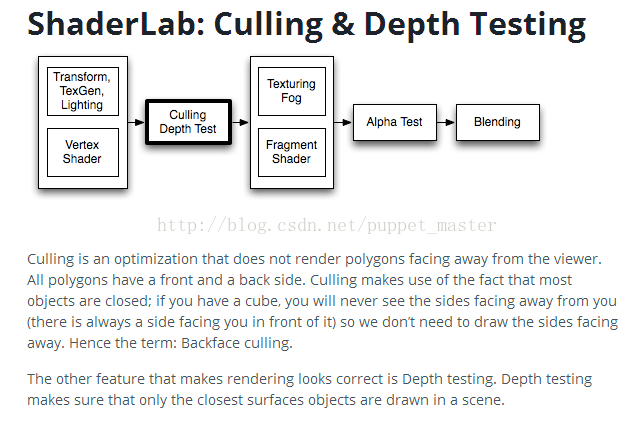 ShaderLab: Culling & Depth Testing
Transform,
TexGen,
Lighting
Vertex
Shader
Culling
Depth Test
Texturing
Fog
Fragment
Shader
Alpha Test
Blending
http://blog.csdn.net/puppet_master
Culling is an optimization that does not render polygons facing away from the viewer.
All polygons have a front and a back side. Culling makes use of the fact that most
objects are closed; if you have a cube, you will never see the sides facing away from you
(there is always a side facing you in front of it) so we don’t need to draw the sides facing
away. Hence the term: Backface culling.
The other feature that makes rendering looks correct is Depth testing. Depth testing
makes sure that only the closest surfaces objects are drawn in a scene.